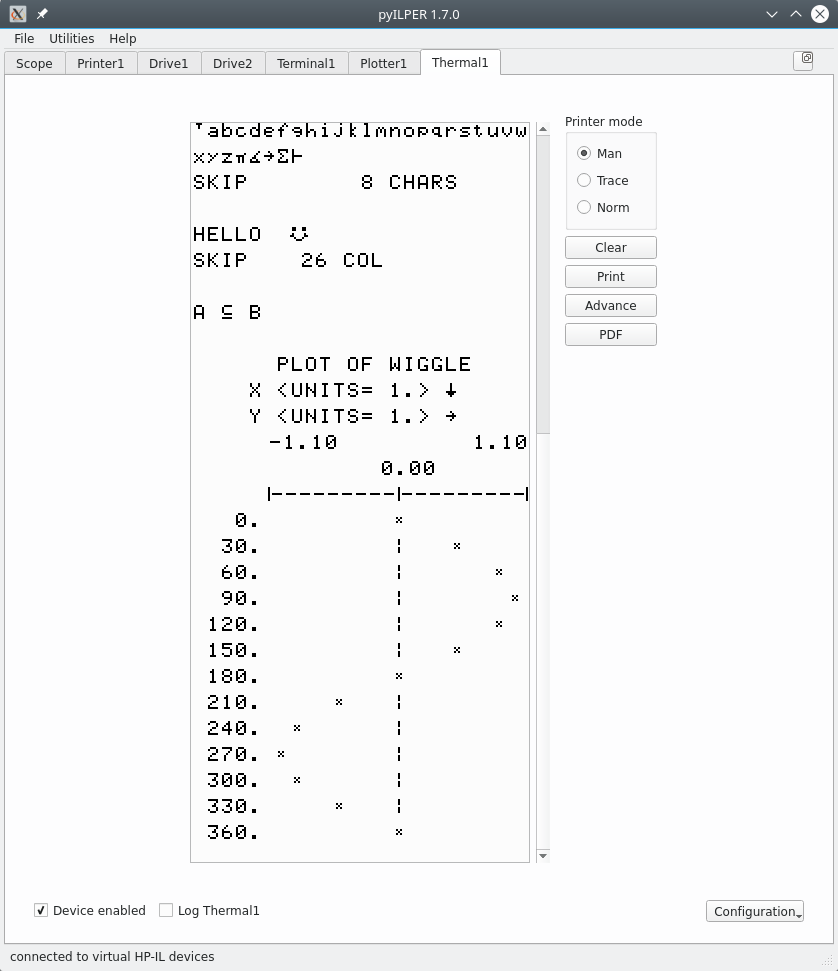 pyILPER 1.7.0
File Utilities Help
Scope Printer1 Drive1 Drive2 Terminal1 Plotter1 Thermal1
Printer mode
Man
Trace
Norm
Clear
Print
Advance
PDF
⊤abcdefghijklmnopqrstuvw
xyzπ∡→Σ⊢
SKIP        8 CHARS
HELLO
SKIP    26 COL
A ⊆ B
PLOT OF WIGGLE
X <UNITS= 1.> ↓
Y <UNITS= 1.> →
-1.10 1.10
0.00
|---------|---------|
0. ×
30. ¦ ×
60. ¦ ×
90. ¦ ×
120. ¦ ×
150. ¦ ×
180. ×
210. × ¦
240. × ¦
270. × ¦
300. × ¦
330. × ¦
360. ×
Device enabled Log Thermal1 Configuration
connected to virtual HP-IL devices